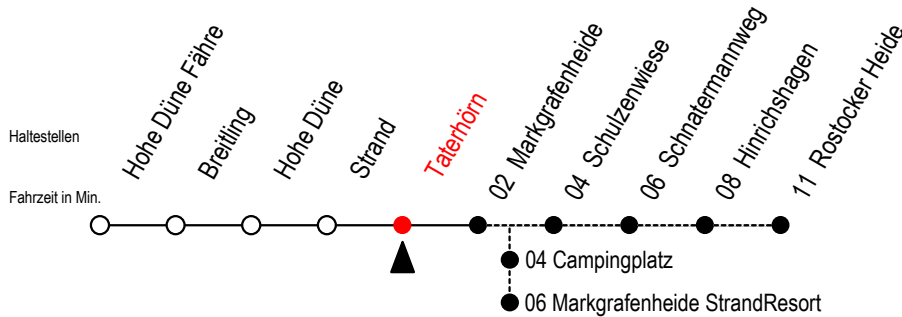 Haltestellen
Hohe Düne Fähre
Breitling
Hohe Düne
Strand
Taterhörn
02 Markgrafenheide
04 Schulzenwiese
06 Schnatermannweg
08 Hinrichshagen
11 Rostocker Heide
Fahrzeit in Min.
04 Campingplatz
06 Markgrafenheide StrandResort